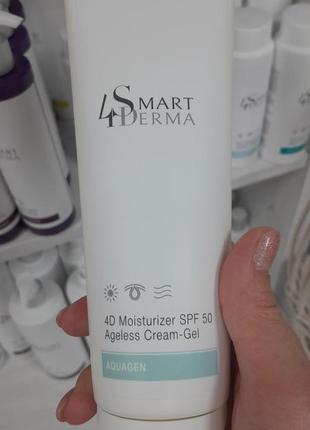 4SMART
DERMA
4D Moisturizer SPF 50
Ageless Cream-Gel
AQUAGEN